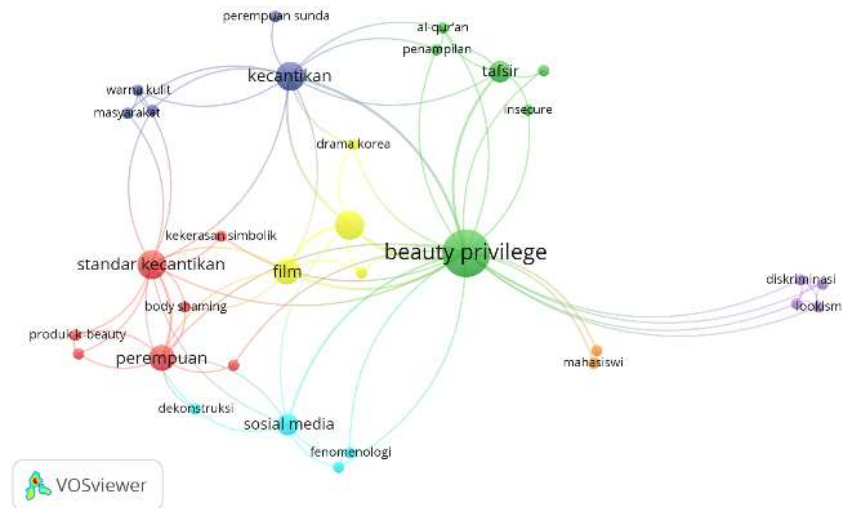 perempuan sunda
al-qur'an
penampilan
kecantikan
tafsir
warna kulit
masyarakat
insecure
drama korea
kekerasan simbolik
beauty privilege
standar kecantikan
film
diskriminasi
lookism
body shaming
produk k-beauty
perempuan
mahasiswi
dekonstruksi
sosial media
fenomenologi
VOSviewer